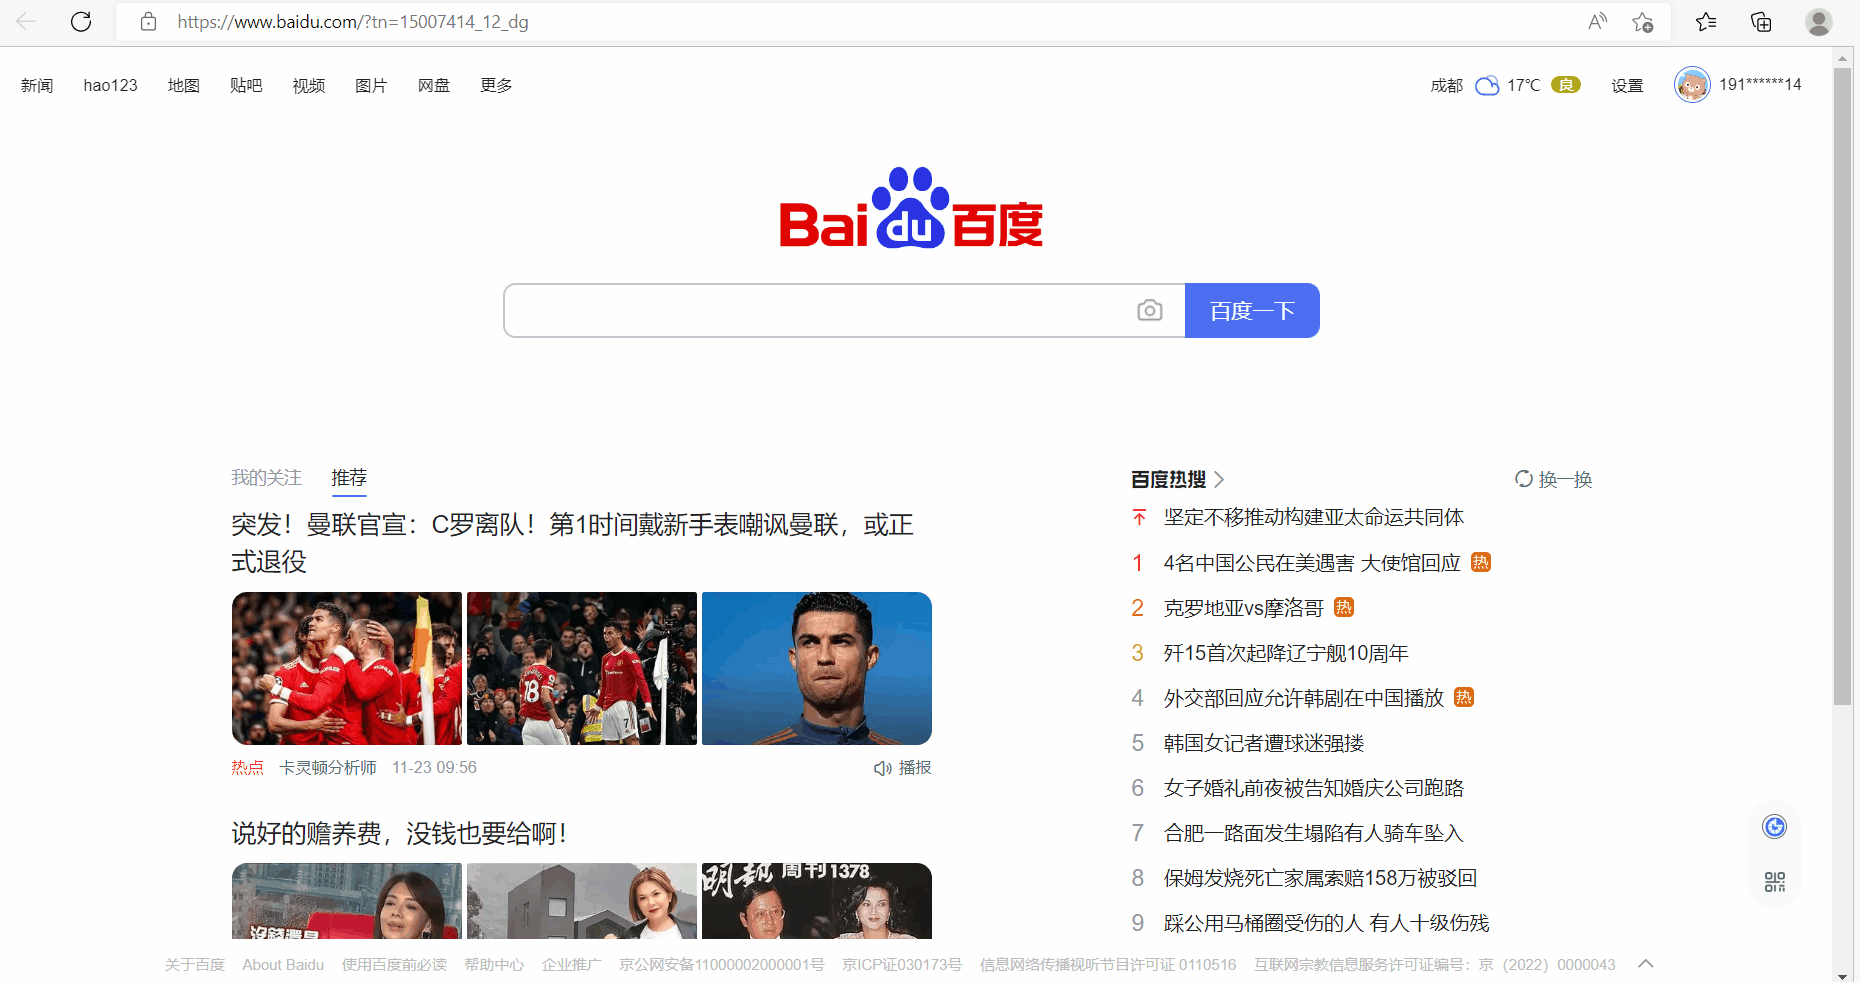 https://www.baidu.com/?tn=15007414_12_dg
新闻 hao123 地图 贴吧 视频 图片 网盘 更多
成都 17℃ 良 设置 191******14
Bai du 百度
百度一下
我的关注 推荐
突发！曼联官宣：C罗离队！第1时间戴新手表嘲讽曼联，或正
式退役
18
7
热点 卡灵顿分析师 11-23 09:56 播报
说好的赡养费，没钱也要给啊！
明報 周刊 1378
百度热搜 换一换
坚定不移推动构建亚太命运共同体
1 4名中国公民在美遇害 大使馆回应 热
2 克罗地亚vs摩洛哥 热
3 歼15首次起降辽宁舰10周年
4 外交部回应允许韩剧在中国播放 热
5 韩国女记者遭球迷强搂
6 女子婚礼前夜被告知婚庆公司跑路
7 合肥一路面发生塌陷有人骑车坠入
8 保姆发烧死亡家属索赔158万被驳回
9 踩公用马桶圈受伤的人 有人十级伤残
关于百度 About Baidu 使用百度前必读 帮助中心 企业推广 京公网安备11000002000001号 京ICP证030173号 信息网络传播视听节目许可证 0110516 互联网宗教信息服务许可证编号：京（2022）0000043